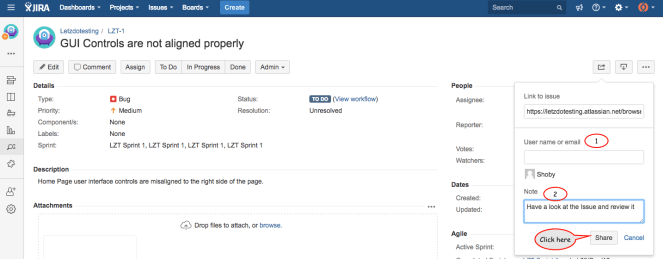 JIRA Dashboards Projects Issues Boards Create Search
Letzdotesting / LZT-1
GUI Controls are not aligned properly
Edit Comment Assign To Do In Progress Done Admin
Details
Type: Bug
Priority: Medium
Component/s: None
Labels: None
Sprint: LZT Sprint 1, LZT Sprint 1, LZT Sprint 1, LZT Sprint 1
Status: TO DO (View workflow)
Resolution: Unresolved
Description
Home Page user interface controls are misaligned to the right side of the page.
Attachments
Drop files to attach, or browse.
People
Assignee:
Reporter:
Votes:
Watchers:
Dates
Created:
Updated:
Agile
Active Sprint:
Link to issue
https://letzdotesting.atlassian.net/browse
User name or email 1
Shoby
Note 2
Have a look at the Issue and review it
Click here Share Cancel